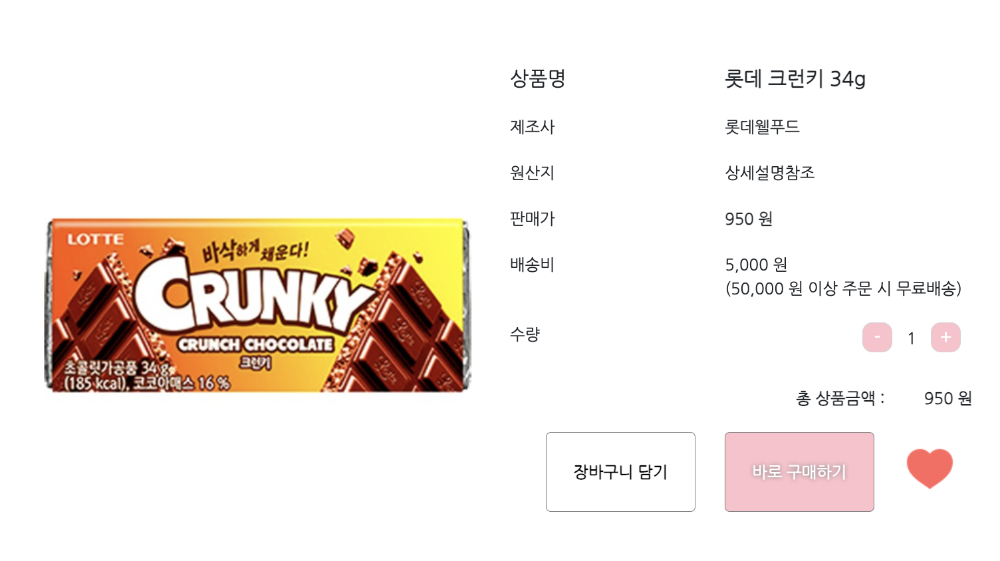 LOTTE
바삭하게 채운다!
CRUNKY
CRUNCH CHOCOLATE
크런키
초콜릿가공품 34 g
(185 kcal), 코코아매스 16 %
상품명 롯데 크런키 34g
제조사 롯데웰푸드
원산지 상세설명참조
판매가 950 원
배송비 5,000 원
(50,000 원 이상 주문 시 무료배송)
수량 - 1 +
총 상품금액 : 950 원
장바구니 담기 바로 구매하기